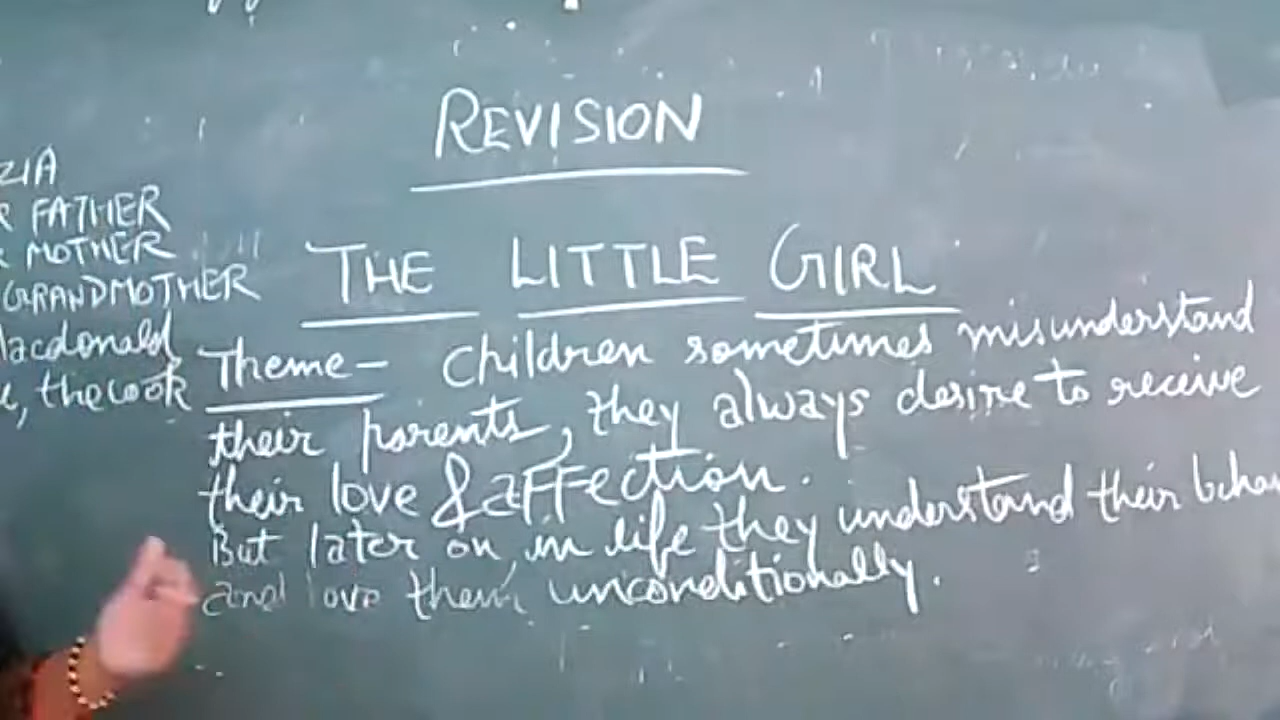 REVISION
ZIA
R FATHER
R MOTHER
GRANDMOTHER
Macdonald
e, the cook
THE LITTLE GIRL
Theme - Children sometimes misunderstand
their parents, they always desire to receive
their love & affection.
But later on, in life they understand their behav
and love them unconditionally.